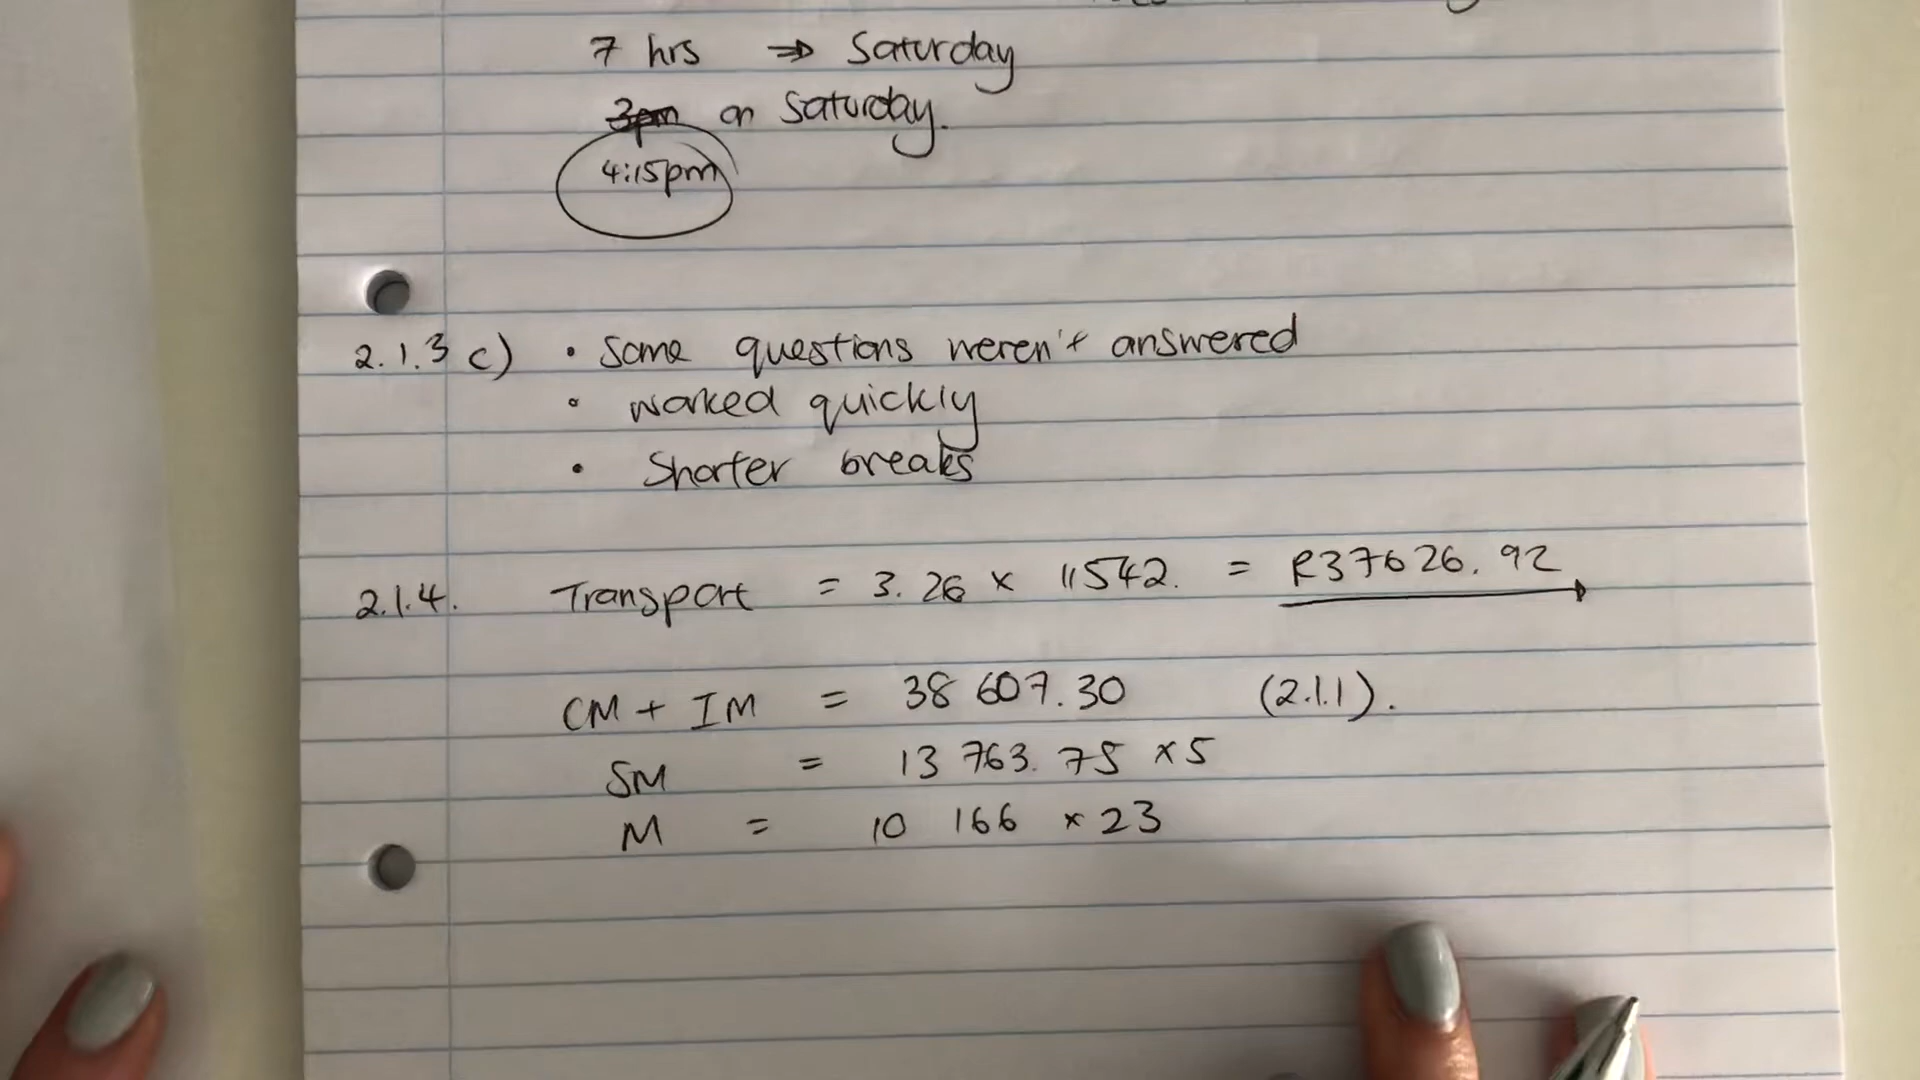 7 hrs ⇒ Saturday
3pm on Saturday.
4:15pm
2.1.3 c) • Some questions weren't answered
• worked quickly
• Shorter breaks
2.1.4. Transport = 3.26 × 11542. = R37626.92
CM + IM = 38 607.30 (2.1.1).
SM = 13 763.75 × 5
M = 10 166 × 23